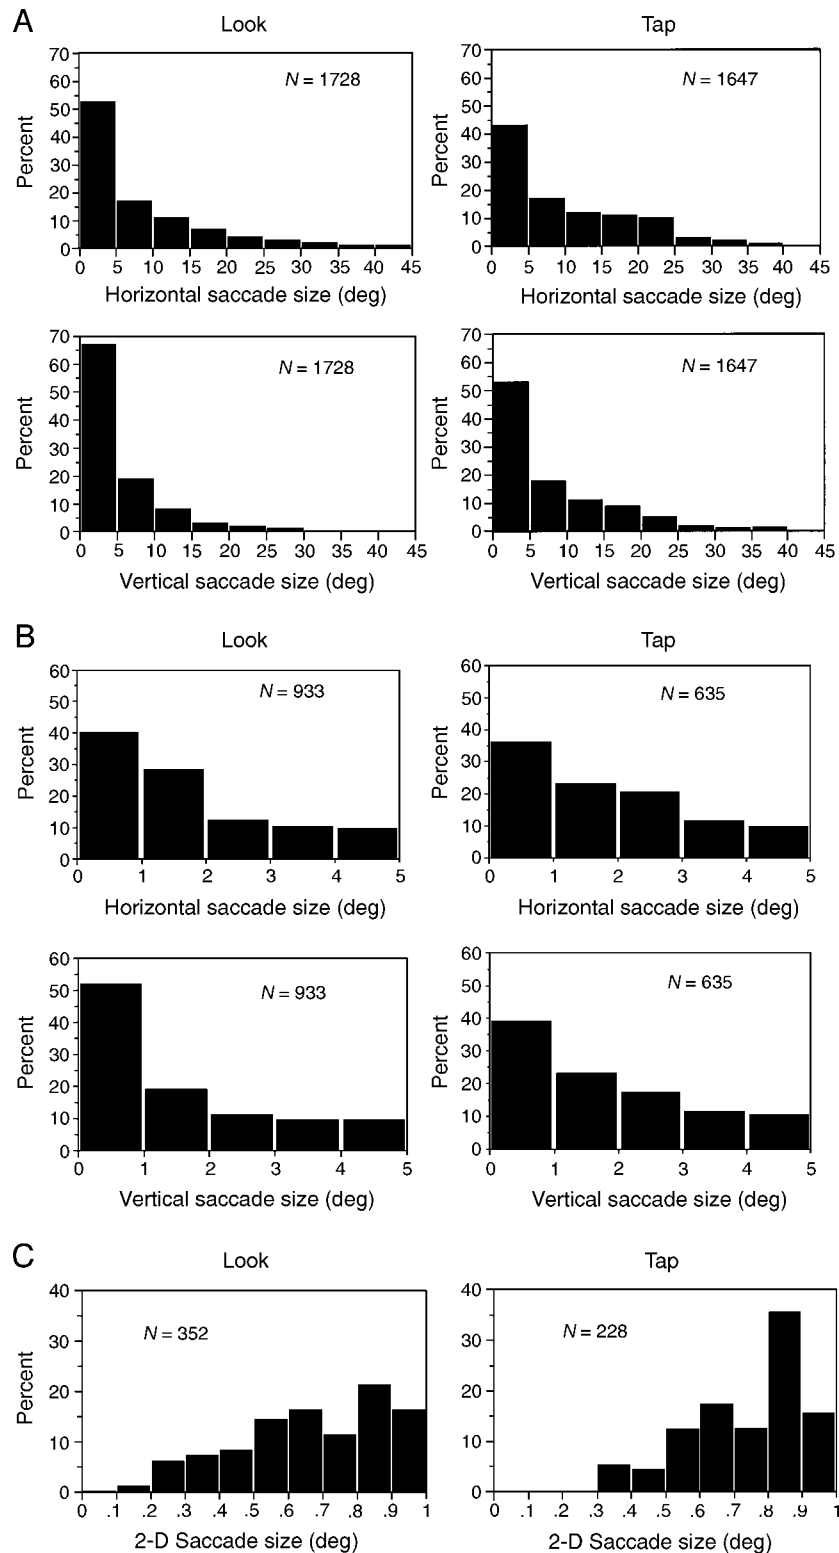 A
Look Tap
70 60 50 40 30 20 10 0
Percent
N = 1728
0 5 10 15 20 25 30 35 40 45
Horizontal saccade size (deg)
70 60 50 40 30 20 10 0
Percent
N = 1647
0 5 10 15 20 25 30 35 40 45
Horizontal saccade size (deg)
70 60 50 40 30 20 10 0
Percent
N = 1728
0 5 10 15 20 25 30 35 40 45
Vertical saccade size (deg)
70 60 50 40 30 20 10 0
Percent
N = 1647
0 5 10 15 20 25 30 35 40 45
Vertical saccade size (deg)
B
Look Tap
60 50 40 30 20 10 0
Percent
N = 933
0 1 2 3 4 5
Horizontal saccade size (deg)
60 50 40 30 20 10 0
Percent
N = 635
0 1 2 3 4 5
Horizontal saccade size (deg)
60 50 40 30 20 10 0
Percent
N = 933
0 1 2 3 4 5
Vertical saccade size (deg)
60 50 40 30 20 10 0
Percent
N = 635
0 1 2 3 4 5
Vertical saccade size (deg)
C
Look Tap
40 30 20 10 0
Percent
N = 352
0 .1 .2 .3 .4 .5 .6 .7 .8 .9 1
2-D Saccade size (deg)
40 30 20 10 0
N = 228
0 .1 .2 .3 .4 .5 .6 .7 .8 .9 1
2-D Saccade size (deg)